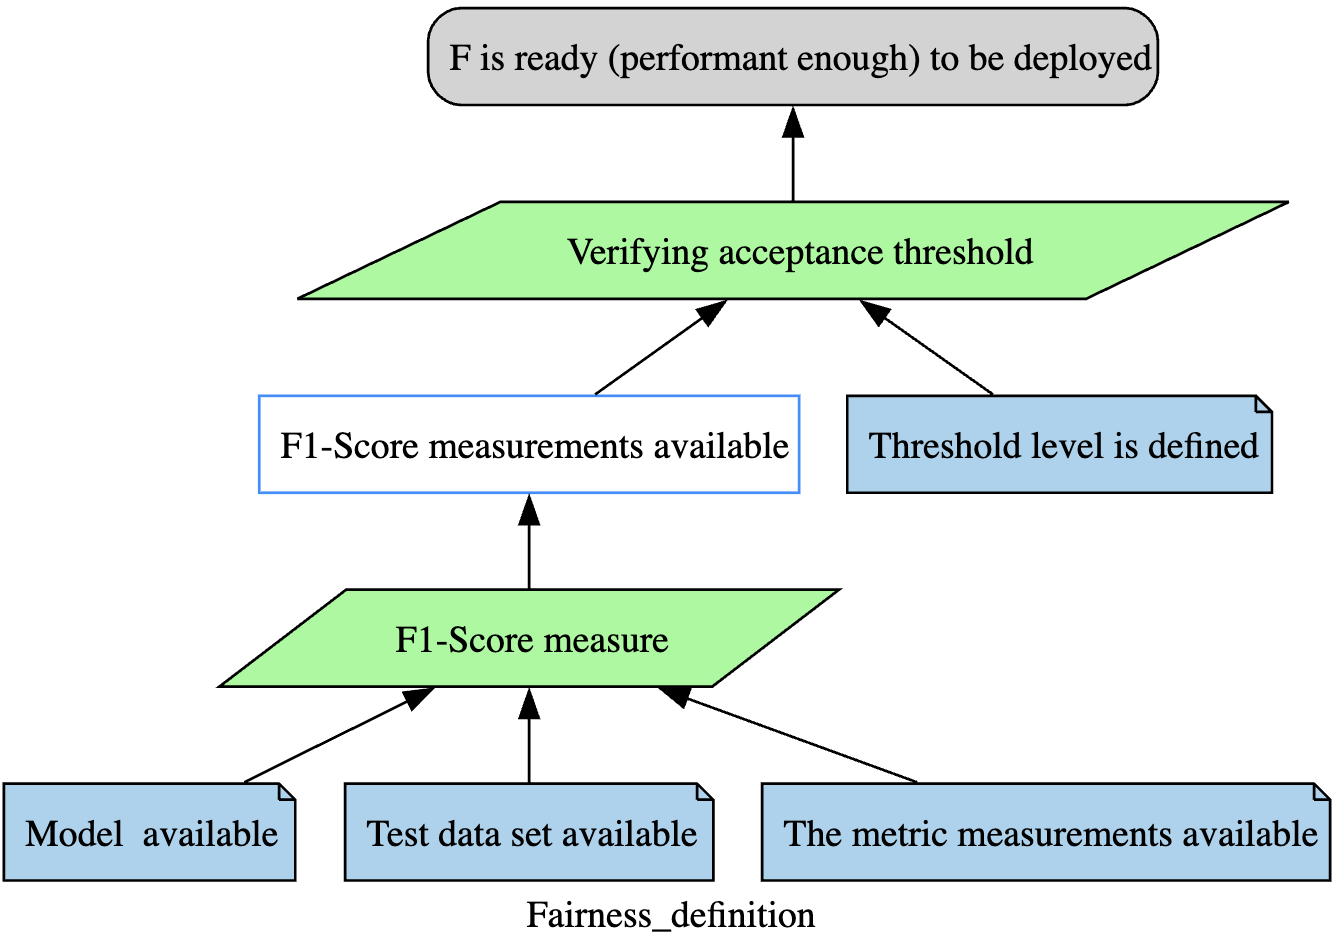 F is ready (performant enough) to be deployed
Verifying acceptance threshold
F1-Score measurements available
Threshold level is defined
F1-Score measure
Model  available
Test data set available
The metric measurements available
Fairness_definition